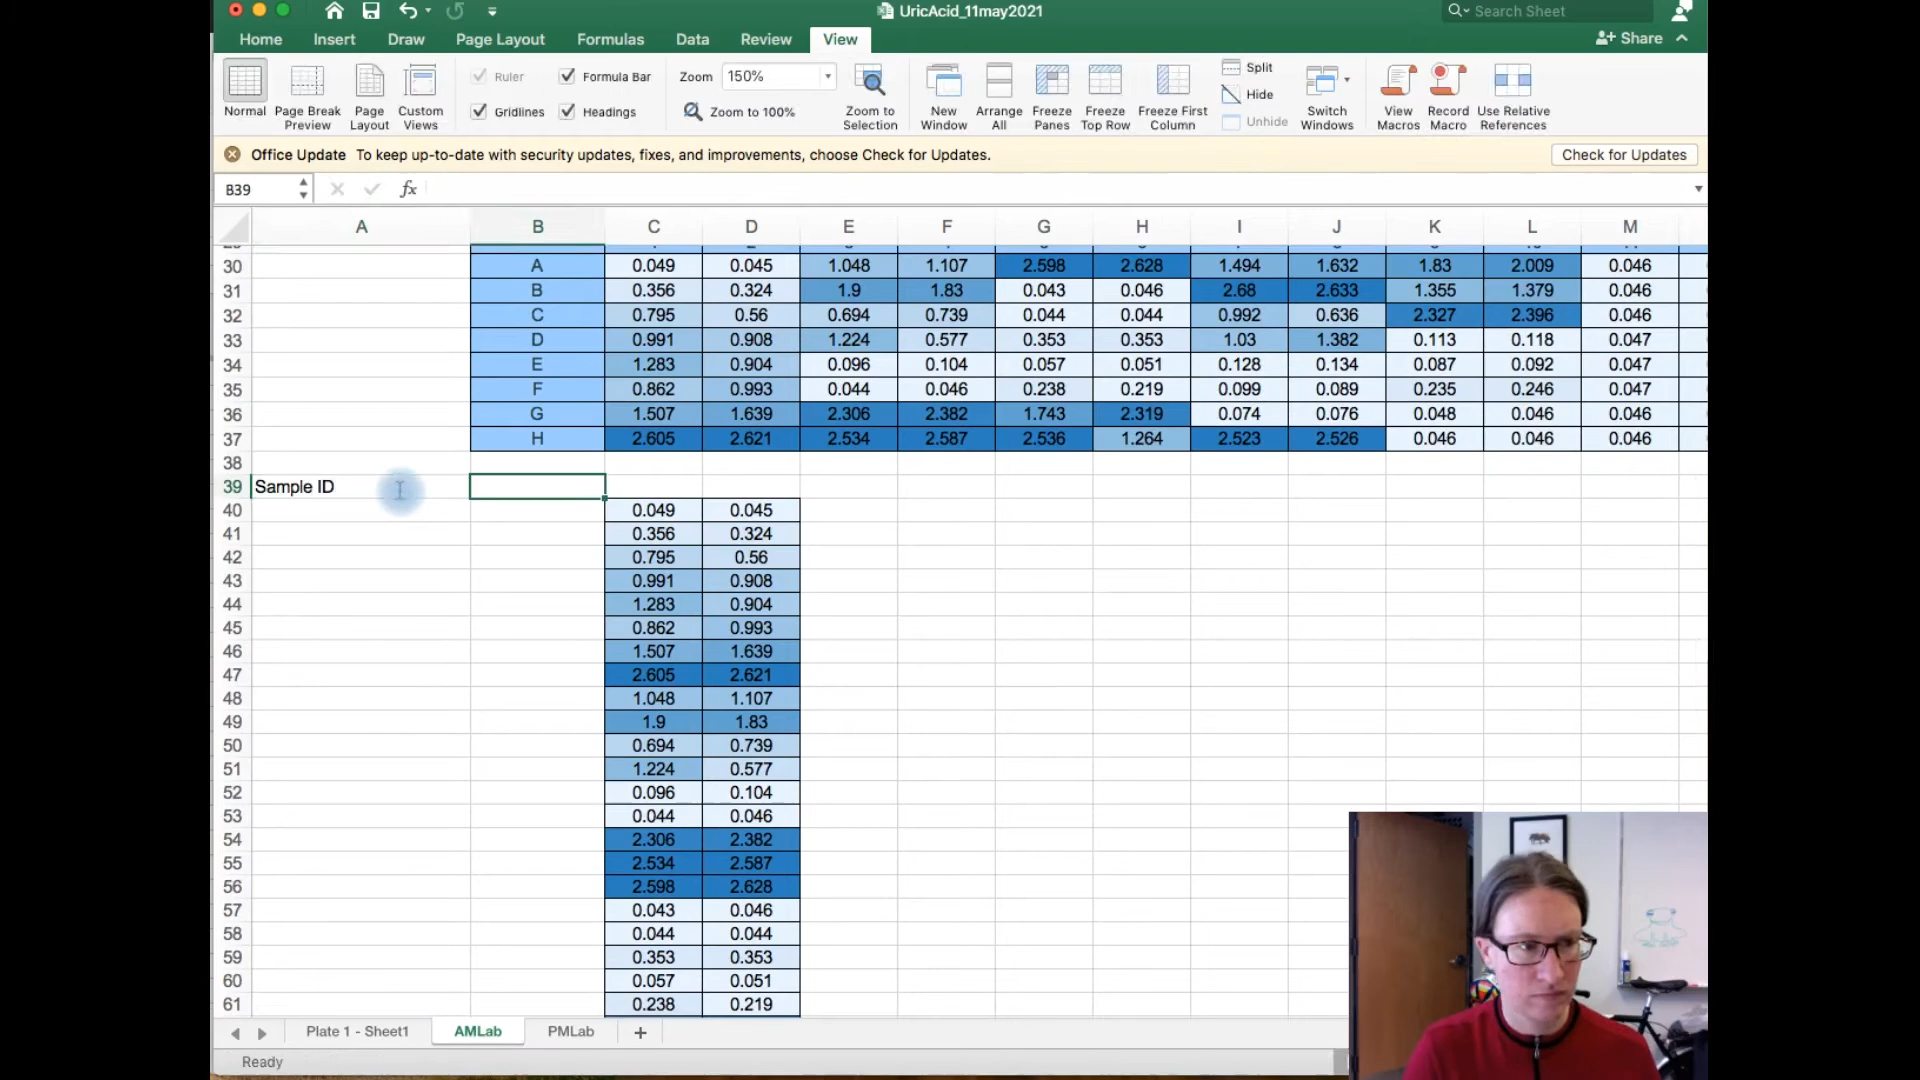 UricAcid_11may2021
Search Sheet
Home Insert Draw Page Layout Formulas Data Review View
Share
Normal
Page Break Preview
Page Layout
Custom Views
Ruler
Formula Bar
Gridlines
Headings
Zoom 150%
Zoom to 100%
Zoom to Selection
New Window
Arrange All
Freeze Panes
Freeze Top Row
Freeze First Column
Split
Hide
Unhide
Switch Windows
View Macros
Record Macro
Use Relative References
Office Update To keep up-to-date with security updates, fixes, and improvements, choose Check for Updates.
Check for Updates
B39 fx
A B C D E F G H I J K L M
30 A 0.049 0.045 1.048 1.107 2.598 2.628 1.494 1.632 1.83 2.009 0.046
31 B 0.356 0.324 1.9 1.83 0.043 0.046 2.68 2.633 1.355 1.379 0.046
32 C 0.795 0.56 0.694 0.739 0.044 0.044 0.992 0.636 2.327 2.396 0.046
33 D 0.991 0.908 1.224 0.577 0.353 0.353 1.03 1.382 0.113 0.118 0.047
34 E 1.283 0.904 0.096 0.104 0.057 0.051 0.128 0.134 0.087 0.092 0.047
35 F 0.862 0.993 0.044 0.046 0.238 0.219 0.099 0.089 0.235 0.246 0.047
36 G 1.507 1.639 2.306 2.382 1.743 2.319 0.074 0.076 0.048 0.046 0.046
37 H 2.605 2.621 2.534 2.587 2.536 1.264 2.523 2.526 0.046 0.046 0.046
38
39 Sample ID
40 0.049 0.045
41 0.356 0.324
42 0.795 0.56
43 0.991 0.908
44 1.283 0.904
45 0.862 0.993
46 1.507 1.639
47 2.605 2.621
48 1.048 1.107
49 1.9 1.83
50 0.694 0.739
51 1.224 0.577
52 0.096 0.104
53 0.044 0.046
54 2.306 2.382
55 2.534 2.587
56 2.598 2.628
57 0.043 0.046
58 0.044 0.044
59 0.353 0.353
60 0.057 0.051
61 0.238 0.219
Plate 1 - Sheet1 AMLab PMLab +
Ready